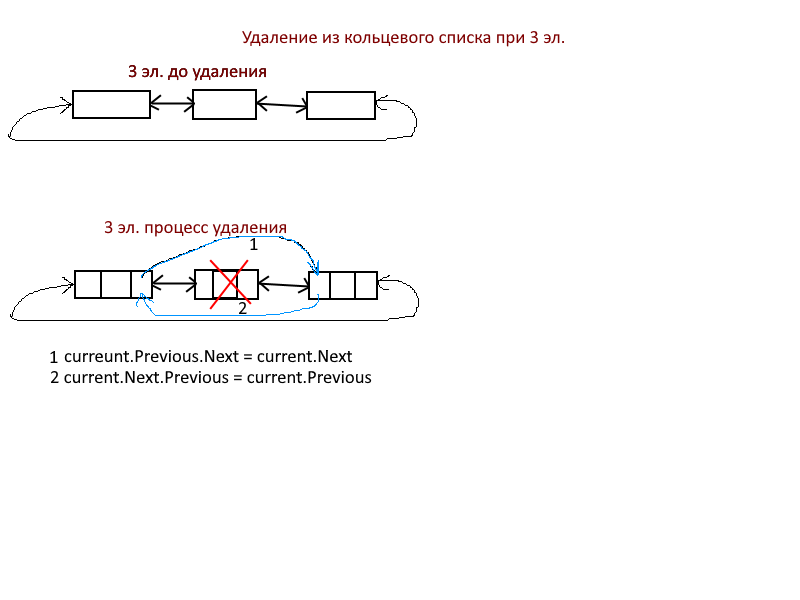 Удаление из кольцевого списка при 3 эл.
3 эл. до удаления
3 эл. процесс удаления
1
2
1 curreunt.Previous.Next = current.Next
2 current.Next.Previous = current.Previous